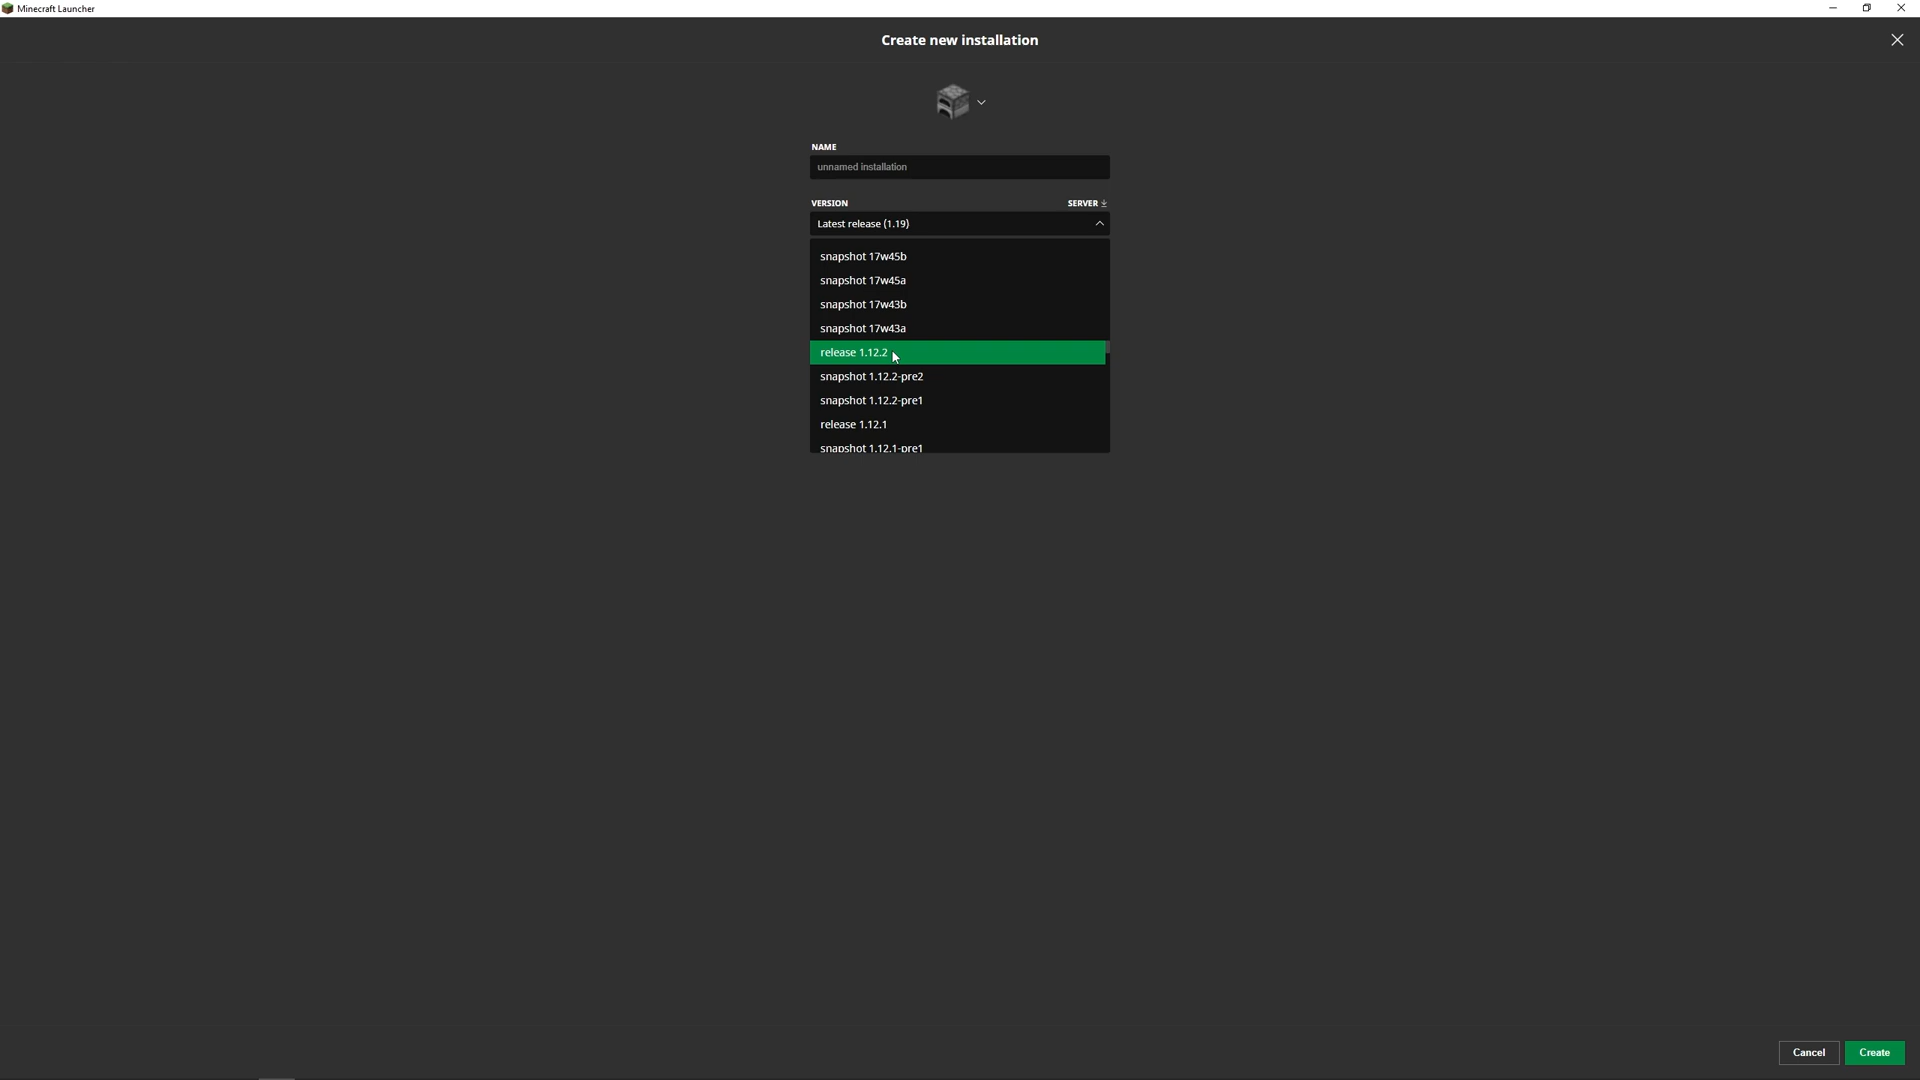 Minecraft Launcher
Create new installation
NAME
unnamed installation
VERSION
SERVER
Latest release (1.19)
snapshot 17w45b
snapshot 17w45a
snapshot 17w43b
snapshot 17w43a
release 1.12.2
snapshot 1.12.2-pre2
snapshot 1.12.2-pre1
release 1.12.1
snapshot 1.12.1-pre1
Cancel
Create